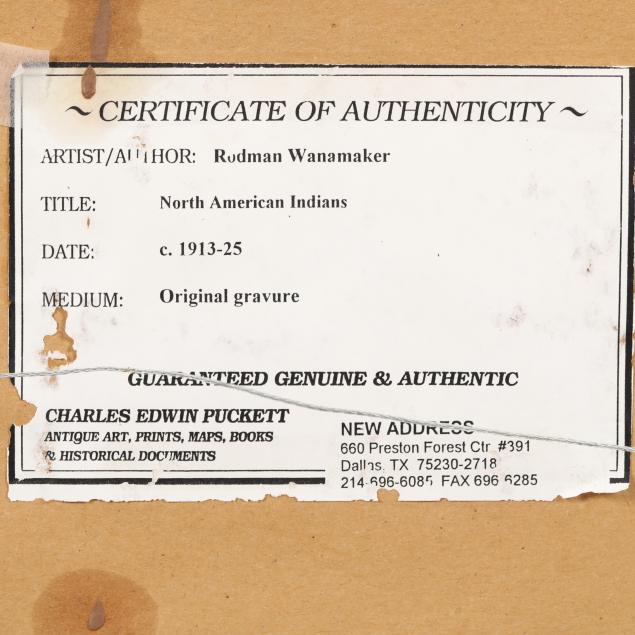 ~ CERTIFICATE OF AUTHENTICITY ~
ARTIST/AUTHOR: Rodman Wanamaker
TITLE: North American Indians
DATE: c. 1913-25
MEDIUM: Original gravure
GUARANTEED GENUINE & AUTHENTIC
CHARLES EDWIN PUCKETT
ANTIQUE ART, PRINTS, MAPS, BOOKS
& HISTORICAL DOCUMENTS
NEW ADDRESS
660 Preston Forest Ctr #391
Dallas, TX 75230-2718
214-696-6085 FAX 696 6285